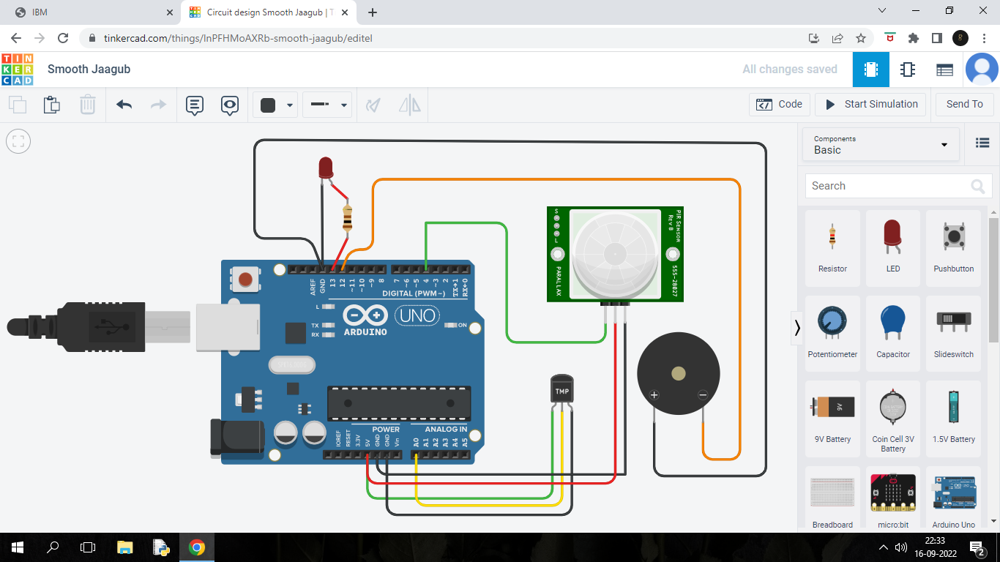 IBM
Circuit design Smooth Jaagub | T
tinkercad.com/things/lnPFHMoAXRb-smooth-jaagub/editel
TIN
KER
CAD
Smooth Jaagub
All changes saved
Code
Start Simulation
Send To
Components
Basic
Search
Resistor
LED
Pushbutton
Potentiometer
Capacitor
Slideswitch
9V
9V Battery
Coin Cell 3V
Battery
1.5V Battery
Breadboard
micro:bit
Arduino Uno
S
L
PIR SENSOR
Rev B
PARALLAX
555-28027
AREF
GND
13
12
~11
~10
~9
8
7
~6
~5
4
~3
2
TX→1
RX←0
DIGITAL (PWM~)
L
TX
RX
UNO
ARDUINO
ON
TMP
+
−
POWER
ANALOG IN
IOREF
RESET
3.3V
5V
GND
GND
Vin
A0
A1
A2
A3
A4
A5
22:33
16-09-2022
2